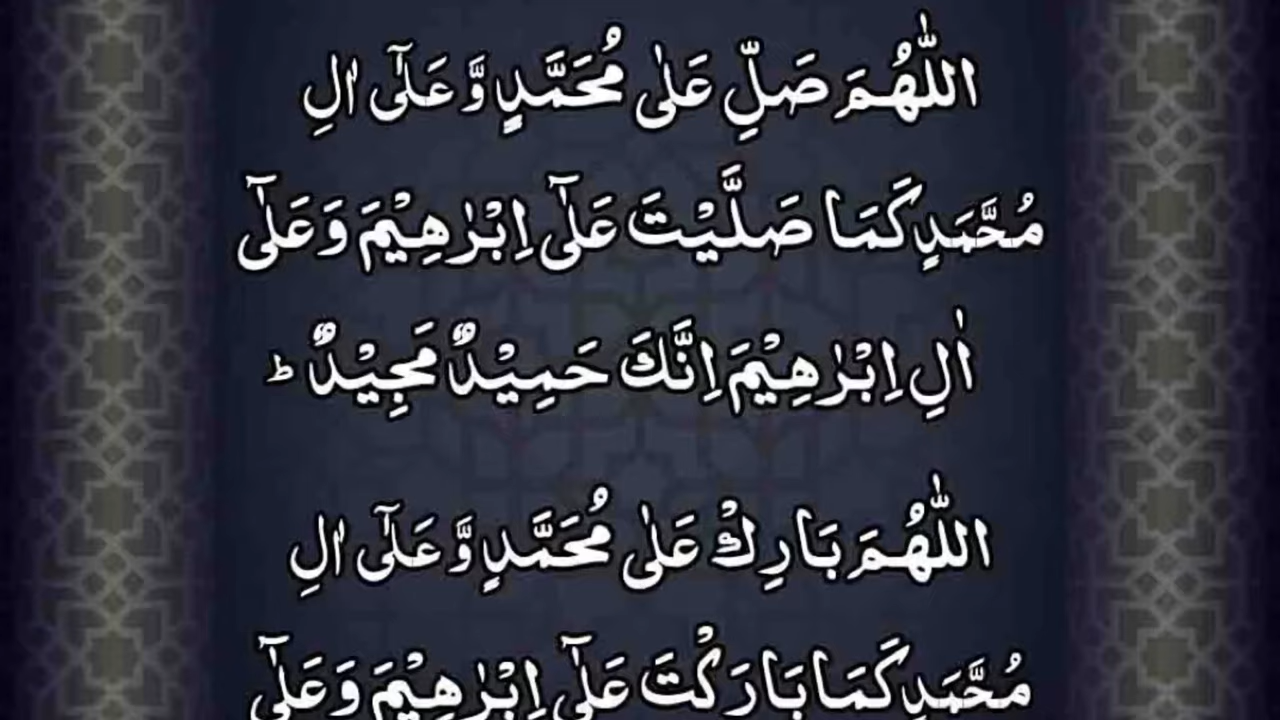 اَللّٰهُمَّ صَلِّ عَلٰى مُحَمَّدٍ وَّعَلٰٓى اٰلِ
مُحَمَّدٍ كَمَا صَلَّيْتَ عَلٰٓى اِبْرٰهِيْمَ وَعَلٰٓى
اٰلِ اِبْرٰهِيْمَ اِنَّكَ حَمِيْدٌ مَّجِيْدٌ ؕ
اَللّٰهُمَّ بَارِكْ عَلٰى مُحَمَّدٍ وَّعَلٰٓى اٰلِ
مُحَمَّدٍ كَمَا بَارَكْتَ عَلٰٓى اِبْرٰهِيْمَ وَعَلٰٓى